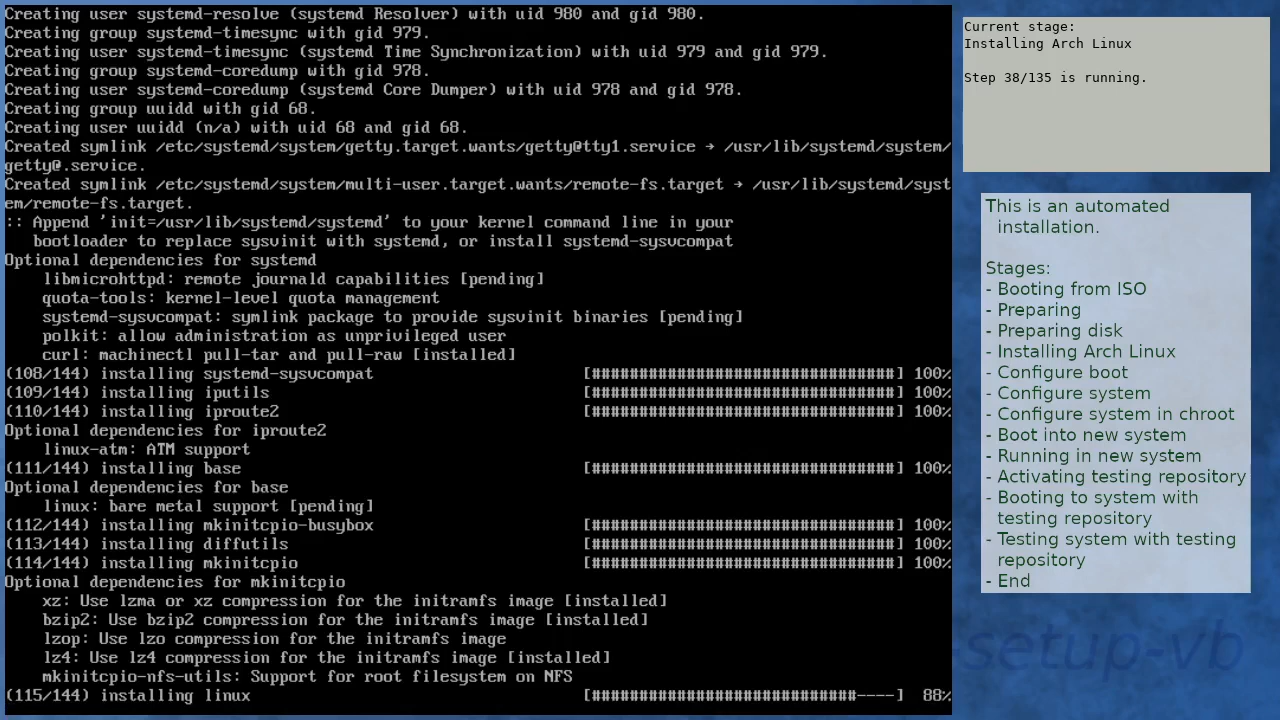 Creating user systemd-resolve (systemd Resolver) with uid 980 and gid 980.
Creating group systemd-timesync with gid 979.
Creating user systemd-timesync (systemd Time Synchronization) with uid 979 and gid 979.
Creating group systemd-coredump with gid 978.
Creating user systemd-coredump (systemd Core Dumper) with uid 978 and gid 978.
Creating group uuidd with gid 68.
Creating user uuidd (n/a) with uid 68 and gid 68.
Created symlink /etc/systemd/system/getty.target.wants/getty@tty1.service → /usr/lib/systemd/system/
getty@.service.
Created symlink /etc/systemd/system/multi-user.target.wants/remote-fs.target → /usr/lib/systemd/syst
em/remote-fs.target.
:: Append 'init=/usr/lib/systemd/systemd' to your kernel command line in your
   bootloader to replace sysvinit with systemd, or install systemd-sysvcompat
Optional dependencies for systemd
    libmicrohttpd: remote journald capabilities [pending]
    quota-tools: kernel-level quota management
    systemd-sysvcompat: symlink package to provide sysvinit binaries [pending]
    polkit: allow administration as unprivileged user
    curl: machinectl pull-tar and pull-raw [installed]
(108/144) installing systemd-sysvcompat [################################] 100%
(109/144) installing iputils [################################] 100%
(110/144) installing iproute2 [################################] 100%
Optional dependencies for iproute2
    linux-atm: ATM support
(111/144) installing base [################################] 100%
Optional dependencies for base
    linux: bare metal support [pending]
(112/144) installing mkinitcpio-busybox [################################] 100%
(113/144) installing diffutils [################################] 100%
(114/144) installing mkinitcpio [################################] 100%
Optional dependencies for mkinitcpio
    xz: Use lzma or xz compression for the initramfs image [installed]
    bzip2: Use bzip2 compression for the initramfs image [installed]
    lzop: Use lzo compression for the initramfs image
    lz4: Use lz4 compression for the initramfs image [installed]
    mkinitcpio-nfs-utils: Support for root filesystem on NFS
(115/144) installing linux [############################----] 88%
Current stage:
Installing Arch Linux
Step 38/135 is running.
This is an automated
installation.
Stages:
- Booting from ISO
- Preparing
- Preparing disk
- Installing Arch Linux
- Configure boot
- Configure system
- Configure system in chroot
- Boot into new system
- Running in new system
- Activating testing repository
- Booting to system with
testing repository
- Testing system with testing
repository
- End
-setup-vb